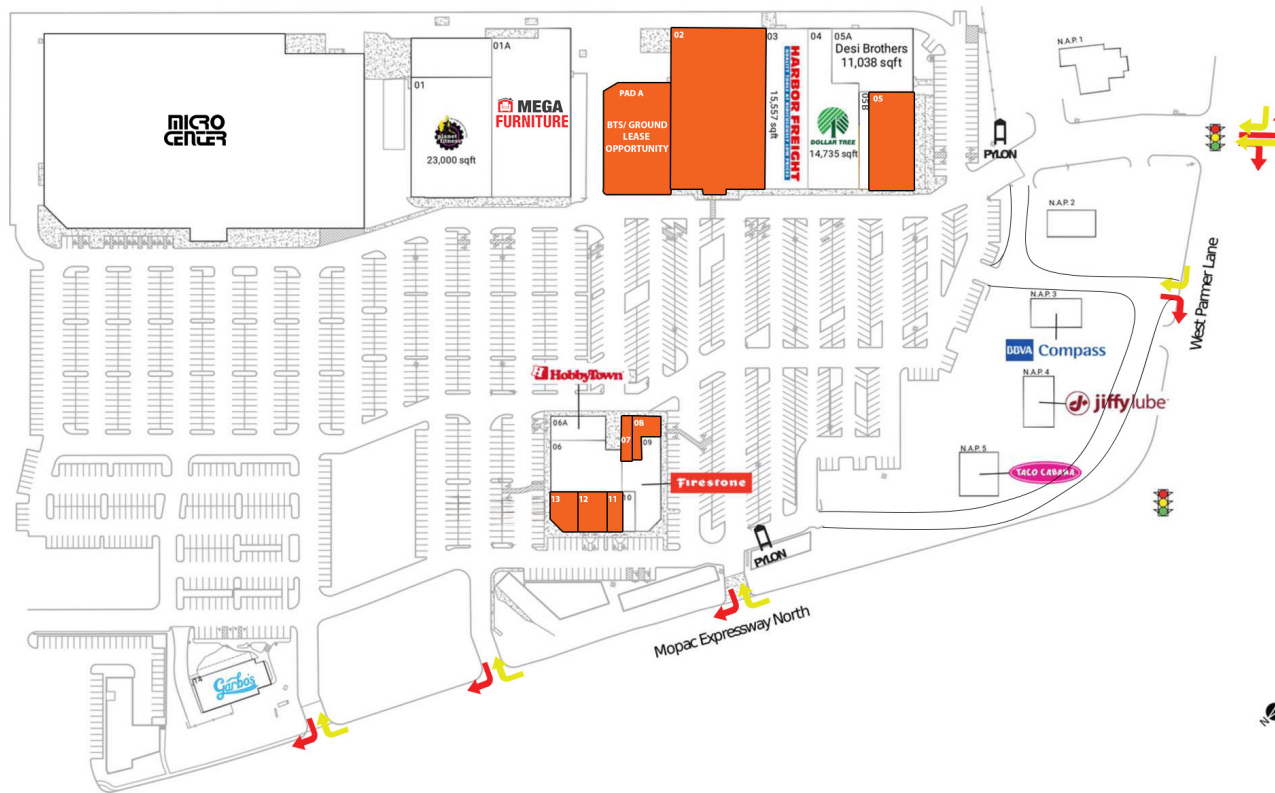 MICRO
CENTER
01
planet
fitness
23,000 sqft
01A
MEGA
FURNITURE
PAD A
BTS/ GROUND
LEASE
OPPORTUNITY
02
03
HARBOR FREIGHT
15,557 sqft
04
DOLLAR TREE
14,735 sqft
05A
Desi Brothers
11,038 sqft
05B
05
PYLON
N.A.P. 1
N.A.P. 2
N.A.P. 3
BBVA Compass
N.A.P. 4
jiffylube
N.A.P. 5
TACO CABANA
West Parmer Lane
HobbyTown
06A
06
07
08
09
Firestone
10
11
12
13
PYLON
Mopac Expressway North
T4
Garbo's
N